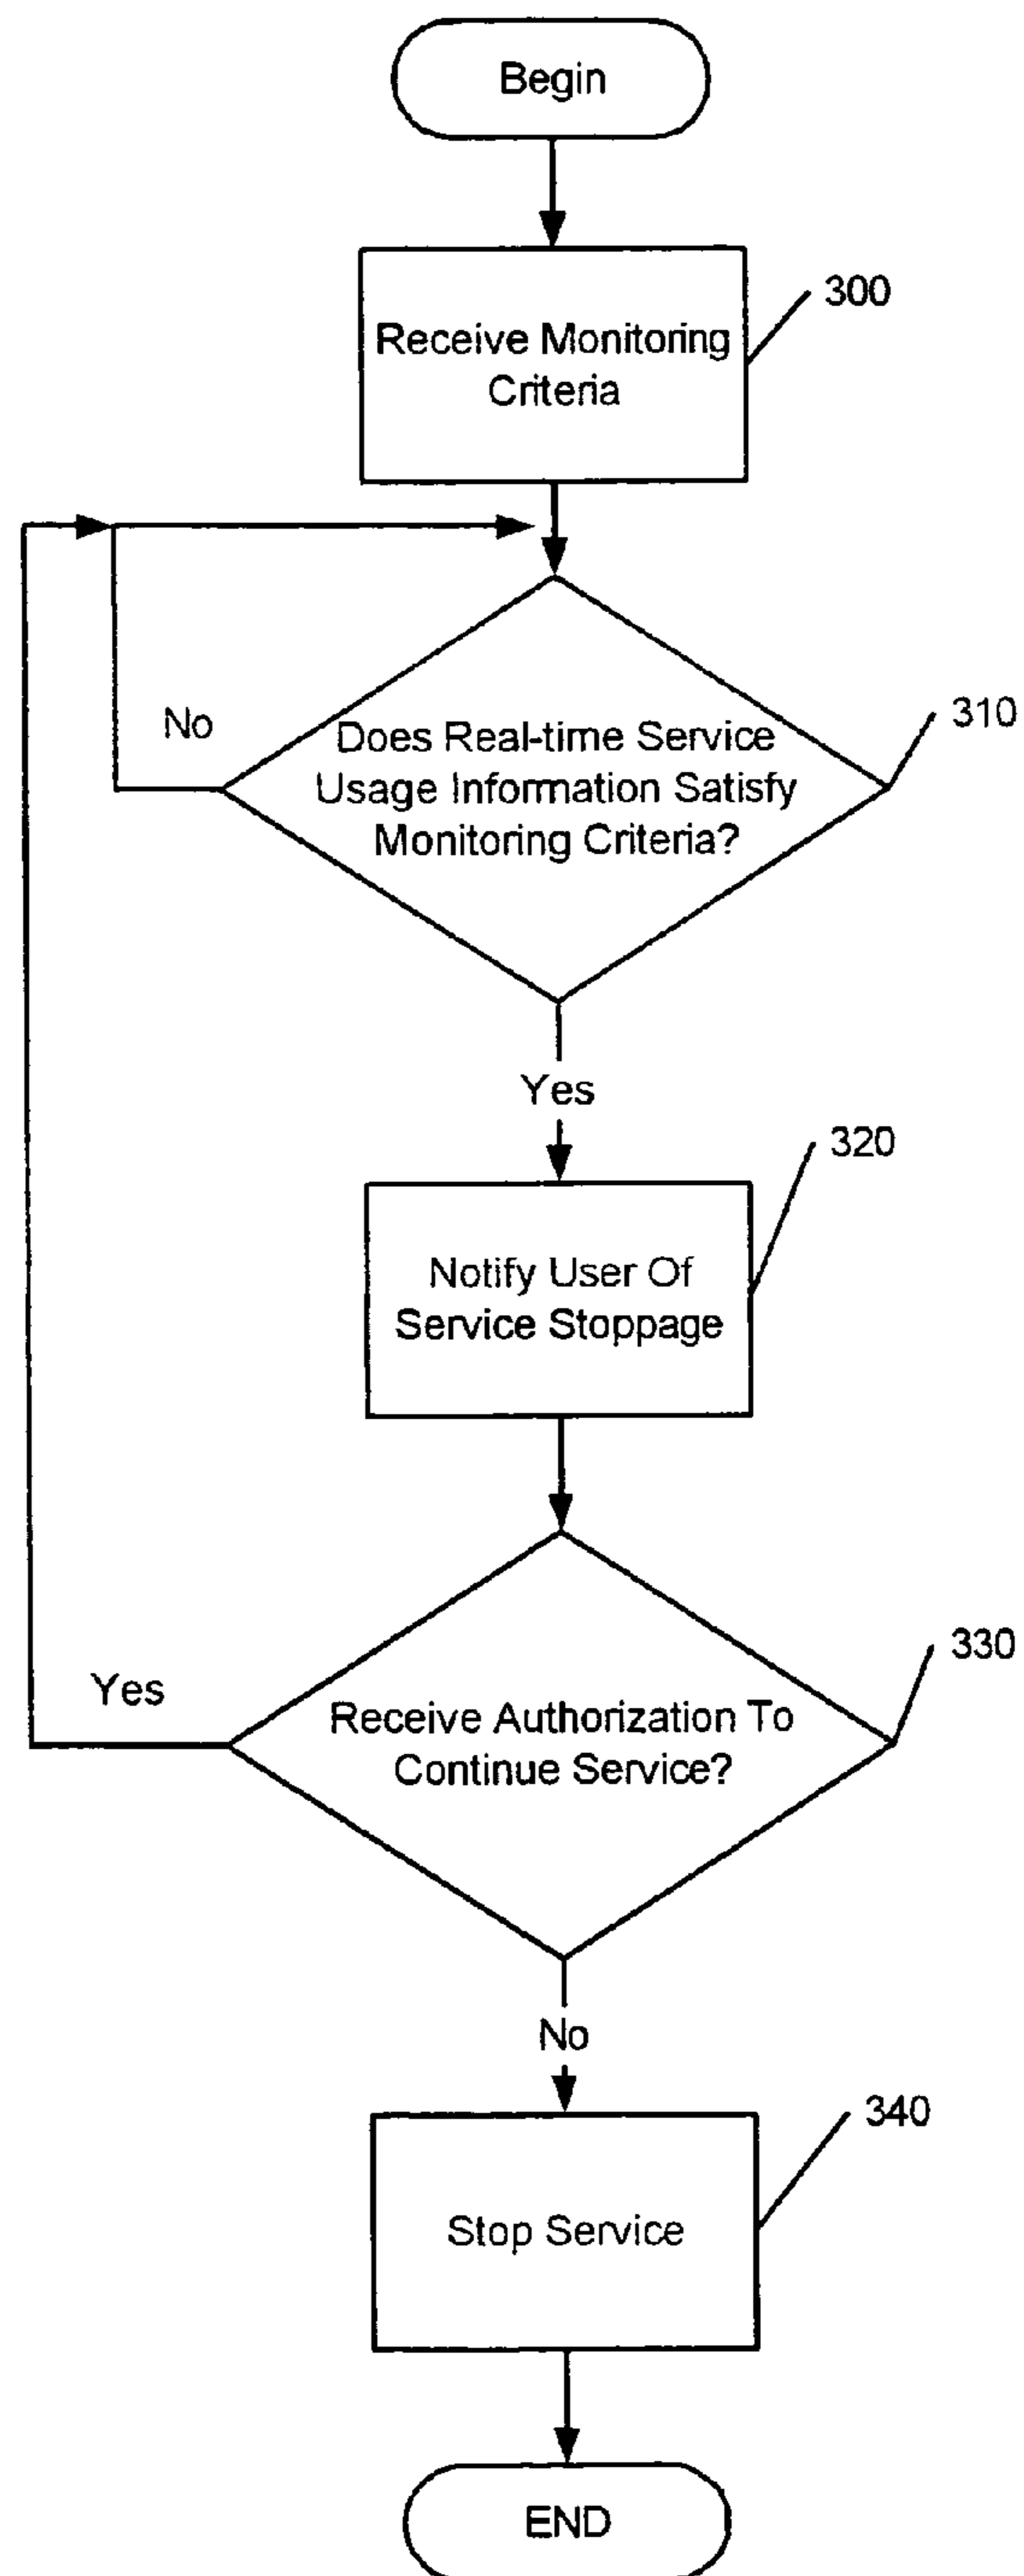 Begin
300
Receive Monitoring
Criteria
310
No
Does Real-time Service
Usage Information Satisfy
Monitoring Criteria?
Yes
320
Notify User Of
Service Stoppage
330
Yes
Receive Authorization To
Continue Service?
No
340
Stop Service
END